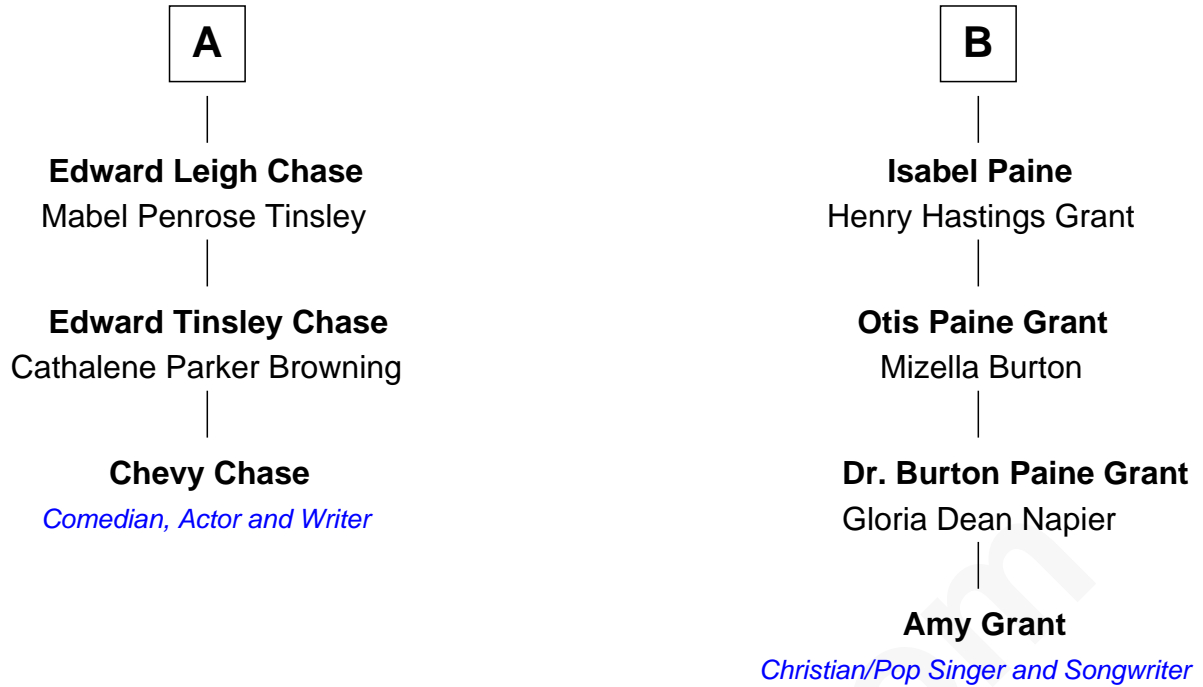 A
Edward Leigh Chase
Mabel Penrose Tinsley
Edward Tinsley Chase
Cathalene Parker Browning
Chevy Chase
Comedian, Actor and Writer
B
Isabel Paine
Henry Hastings Grant
Otis Paine Grant
Mizella Burton
Dr. Burton Paine Grant
Gloria Dean Napier
Amy Grant
Christian/Pop Singer and Songwriter